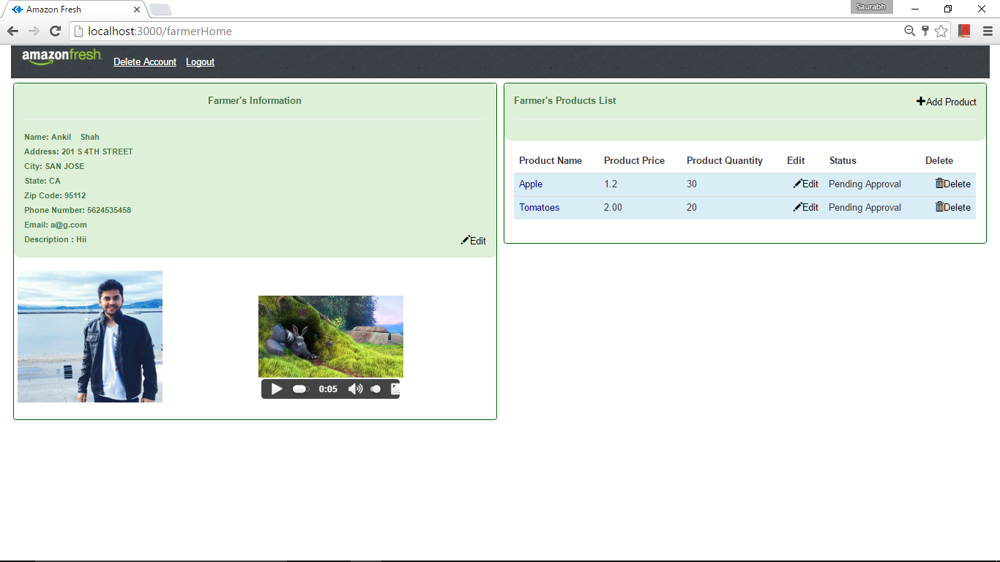 Amazon Fresh
Saurabh
localhost:3000/farmerHome
amazonfresh
Delete Account Logout
Farmer's Information
Name: Ankil Shah
Address: 201 S 4TH STREET
City: SAN JOSE
State: CA
Zip Code: 95112
Phone Number: 5624535458
Email: a@g.com
Description : Hii
Edit
0:05
Farmer's Products List
Add Product
Product Name Product Price Product Quantity Edit Status Delete
Apple 1.2 30 Edit Pending Approval Delete
Tomatoes 2.00 20 Edit Pending Approval Delete